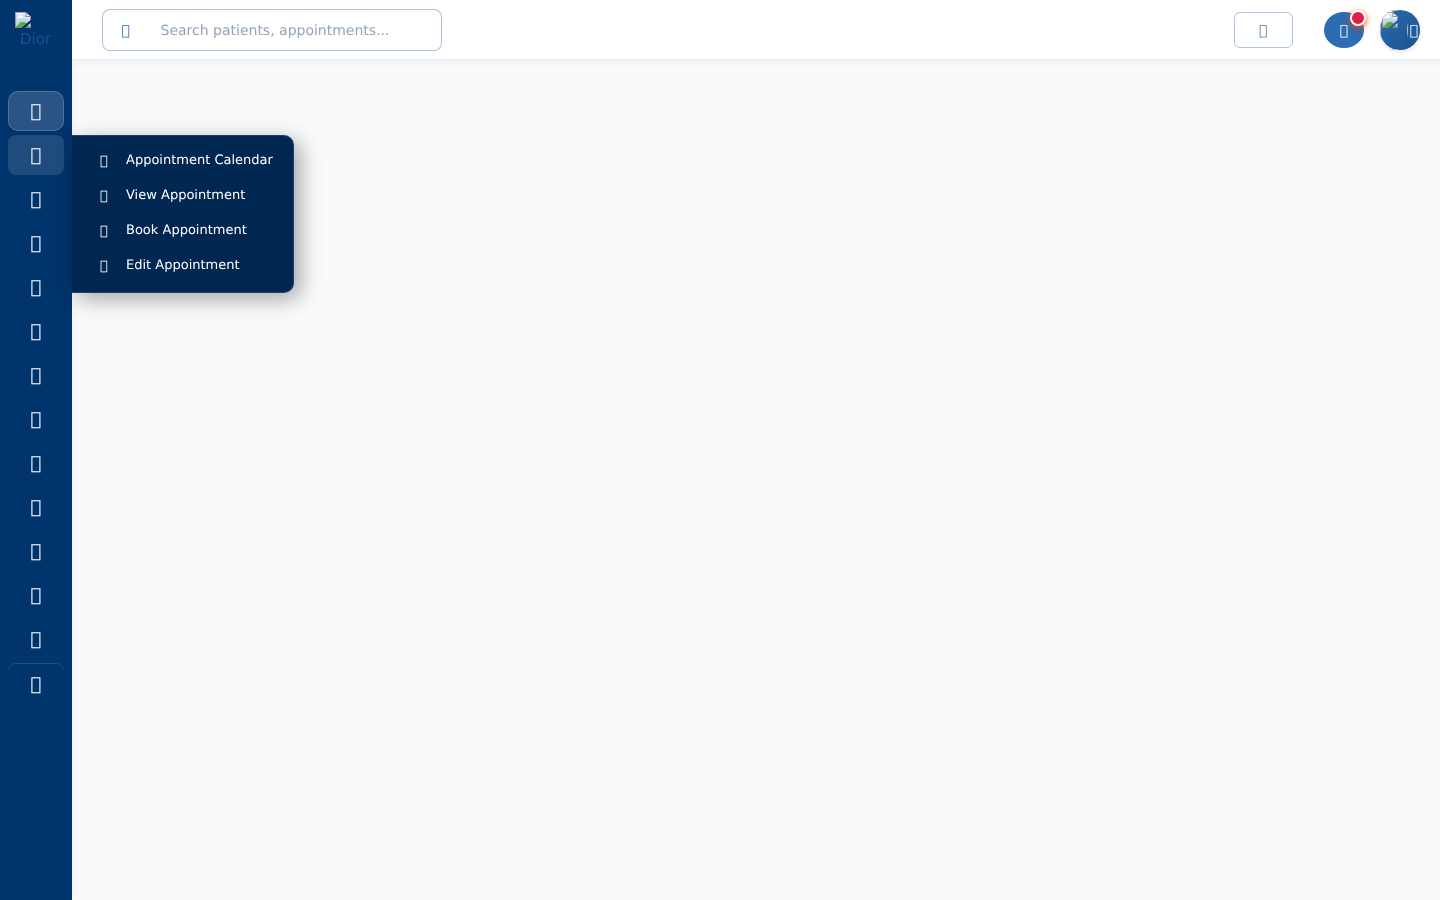 Dior
Search patients, appointments...
Appointment Calendar
View Appointment
Book Appointment
Edit Appointment